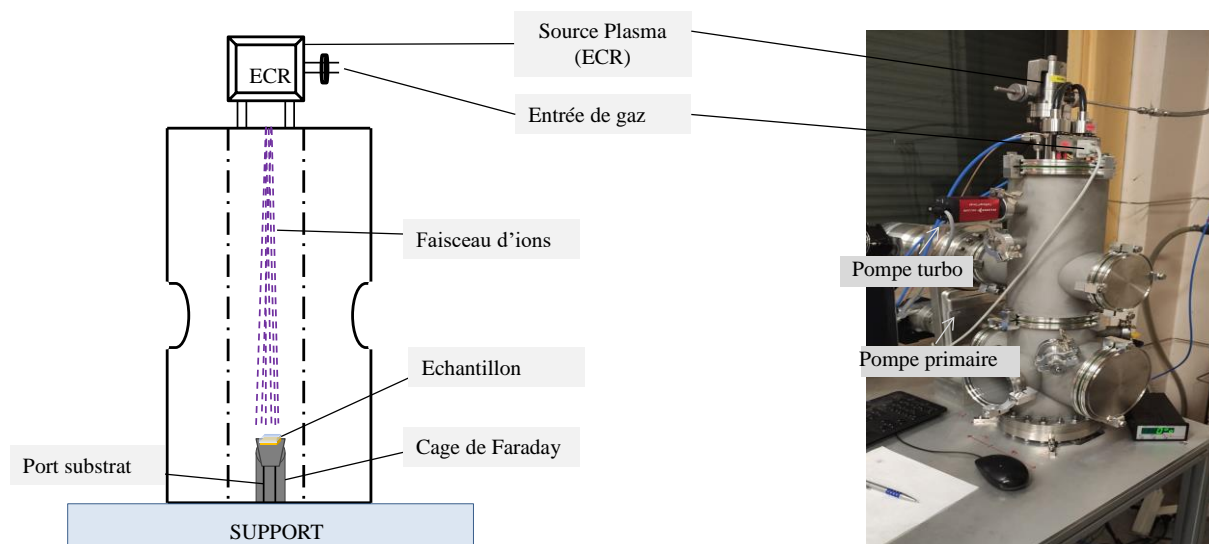 Source Plasma
(ECR)
ECR
Entrée de gaz
Faisceau d'ions
Pompe turbo
Pompe primaire
Echantillon
Cage de Faraday
Port substrat
SUPPORT